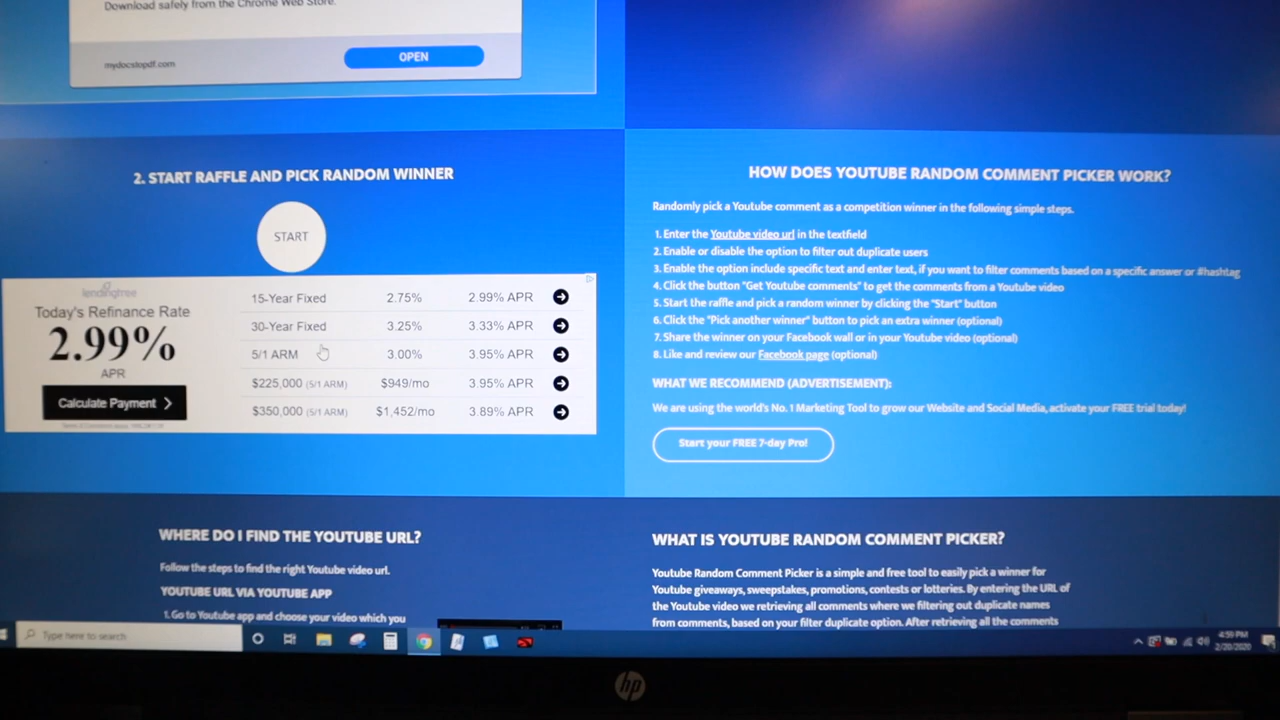 Download safely from the Chrome Web Store.
mydocstopdf.com
OPEN
2. START RAFFLE AND PICK RANDOM WINNER
START
lendingtree
Today's Refinance Rate
2.99%
APR
Calculate Payment
15-Year Fixed 2.75% 2.99% APR
30-Year Fixed 3.25% 3.33% APR
5/1 ARM 3.00% 3.95% APR
$225,000 (5/1 ARM) $949/mo 3.95% APR
$350,000 (5/1 ARM) $1,452/mo 3.89% APR
HOW DOES YOUTUBE RANDOM COMMENT PICKER WORK?
Randomly pick a Youtube comment as a competition winner in the following simple steps.
1. Enter the Youtube video url in the textfield
2. Enable or disable the option to filter out duplicate users
3. Enable the option include specific text and enter text, if you want to filter comments based on a specific answer or #hashtag
4. Click the button "Get Youtube comments" to get the comments from a Youtube video
5. Start the raffle and pick a random winner by clicking the "Start" button
6. Click the "Pick another winner" button to pick an extra winner (optional)
7. Share the winner on your Facebook wall or in your Youtube video (optional)
8. Like and review our Facebook page (optional)
WHAT WE RECOMMEND (ADVERTISEMENT):
We are using the world's No. 1 Marketing Tool to grow our Website and Social Media, activate your FREE trial today!
Start your FREE 7-day Pro!
WHERE DO I FIND THE YOUTUBE URL?
Follow the steps to find the right Youtube video url.
YOUTUBE URL VIA YOUTUBE APP
1. Go to Youtube app and choose your video which you
WHAT IS YOUTUBE RANDOM COMMENT PICKER?
Youtube Random Comment Picker is a simple and free tool to easily pick a winner for
Youtube giveaways, sweepstakes, promotions, contests or lotteries. By entering the URL of
the Youtube video we retrieving all comments where we filtering out duplicate names
from comments, based on your filter duplicate option. After retrieving all the comments
Type here to search
4:59 PM
2/20/2020
hp